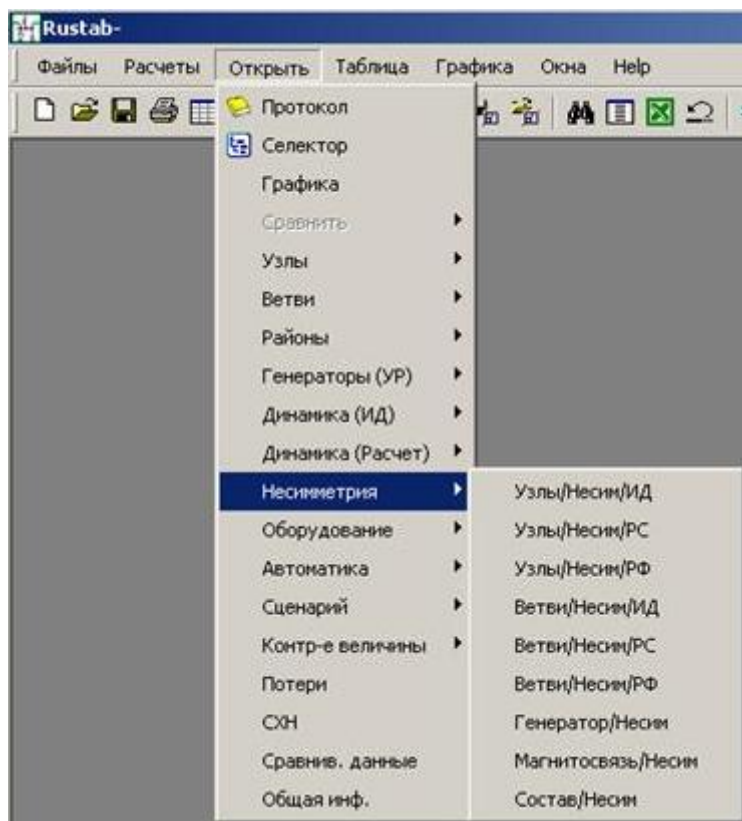 Rustab-
Файлы Расчеты Открыть Таблица Графика Окна Help
Протокол
Селектор
Графика
Сравнить
Узлы
Ветви
Районы
Генераторы (УР)
Динамика (ИД)
Динамика (Расчет)
Несимметрия
Оборудование
Автоматика
Сценарий
Контр-е величины
Потери
СХН
Сравнив. данные
Общая инф.
Узлы/Несим/ИД
Узлы/Несим/РС
Узлы/Несим/РФ
Ветви/Несим/ИД
Ветви/Несим/РС
Ветви/Несим/РФ
Генератор/Несим
Магнитосвязь/Несим
Состав/Несим